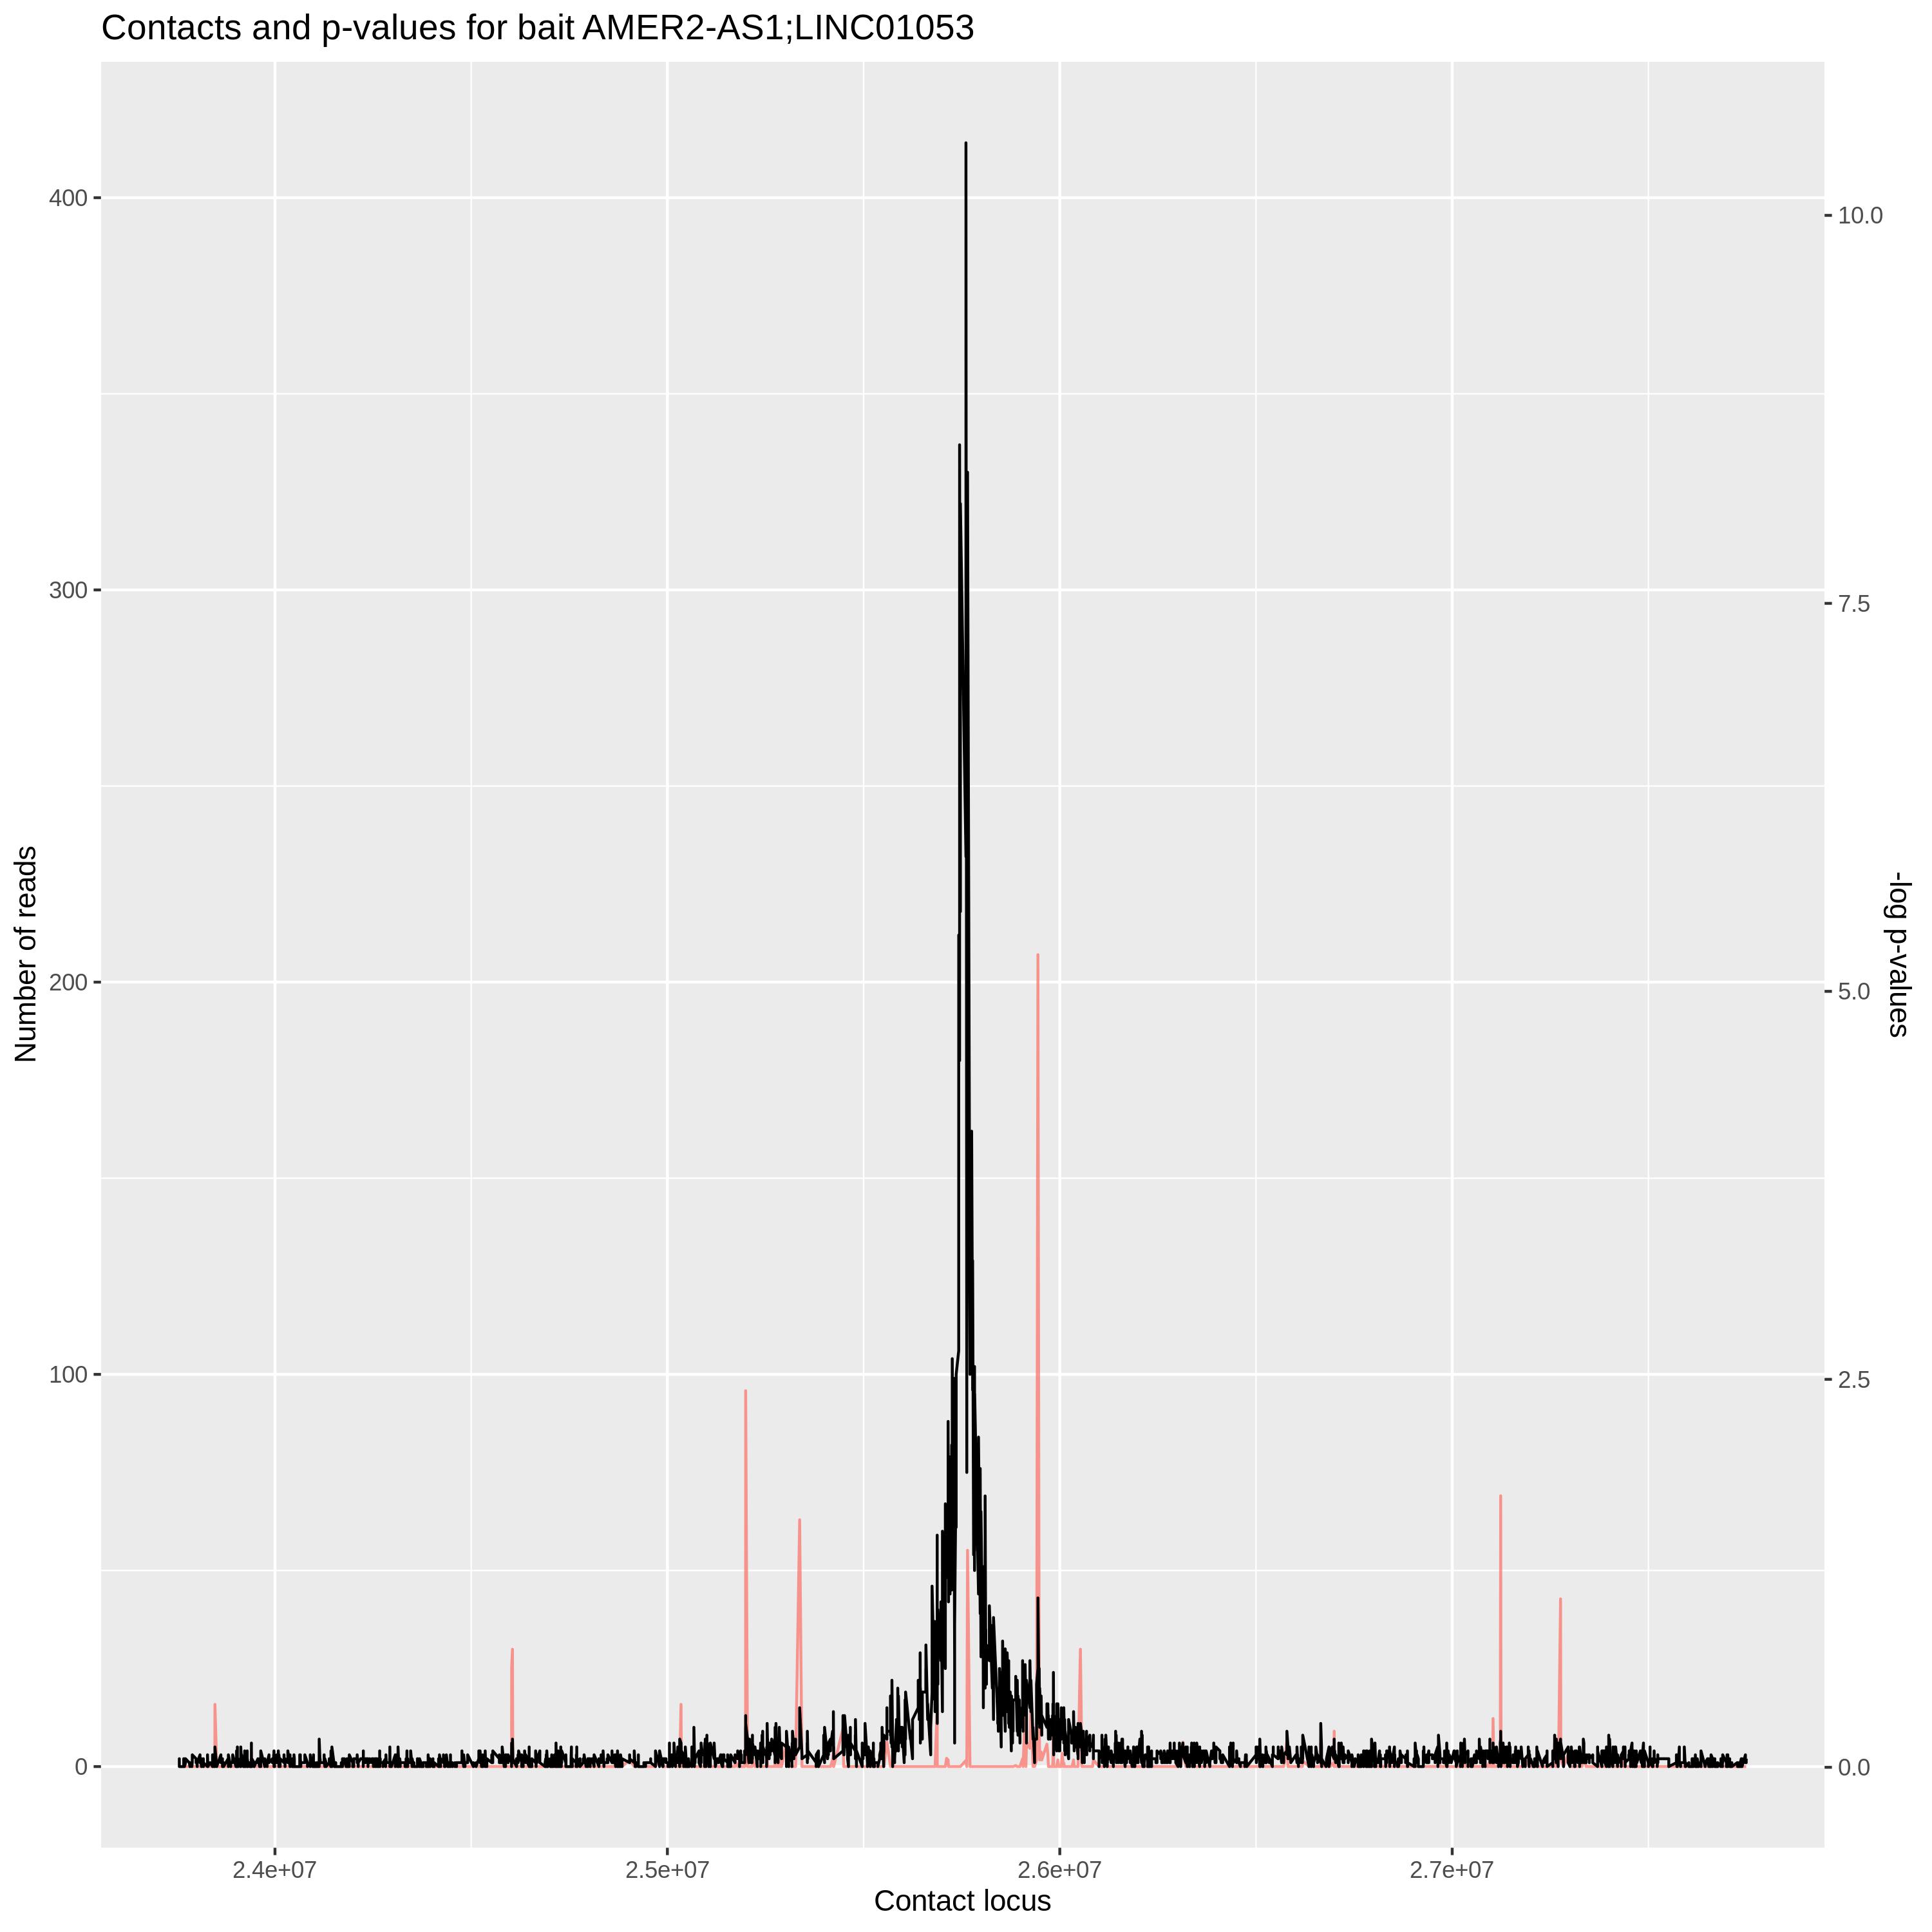 Contacts and p-values for bait AMER2-AS1;LINC01053
400
300
200
100
0
Number of reads
10.0
7.5
5.0
2.5
0.0
-log p-values
2.4e+07
2.5e+07
2.6e+07
2.7e+07
Contact locus